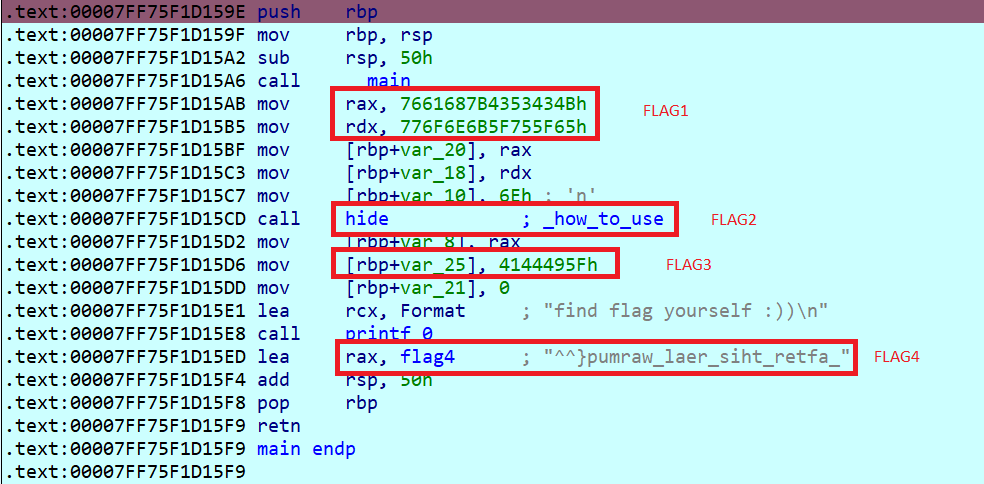 .text:00007FF75F1D159E push rbp
.text:00007FF75F1D159F mov rbp, rsp
.text:00007FF75F1D15A2 sub rsp, 50h
.text:00007FF75F1D15A6 call __main
.text:00007FF75F1D15AB mov rax, 7661687B4353434Bh FLAG1
.text:00007FF75F1D15B5 mov rdx, 776F6E6B5F755F65h
.text:00007FF75F1D15BF mov [rbp+var_20], rax
.text:00007FF75F1D15C3 mov [rbp+var_18], rdx
.text:00007FF75F1D15C7 mov [rbp+var_10], 6Eh ; 'n'
.text:00007FF75F1D15CD call hide ; _how_to_use FLAG2
.text:00007FF75F1D15D2 mov [rbp+var_8], rax
.text:00007FF75F1D15D6 mov [rbp+var_25], 4144495Fh FLAG3
.text:00007FF75F1D15DD mov [rbp+var_21], 0
.text:00007FF75F1D15E1 lea rcx, Format ; "find flag yourself :))\n"
.text:00007FF75F1D15E8 call printf_0
.text:00007FF75F1D15ED lea rax, flag4 ; "^^}pumraw_laer_siht_retfa_" FLAG4
.text:00007FF75F1D15F4 add rsp, 50h
.text:00007FF75F1D15F8 pop rbp
.text:00007FF75F1D15F9 retn
.text:00007FF75F1D15F9 main endp
.text:00007FF75F1D15F9